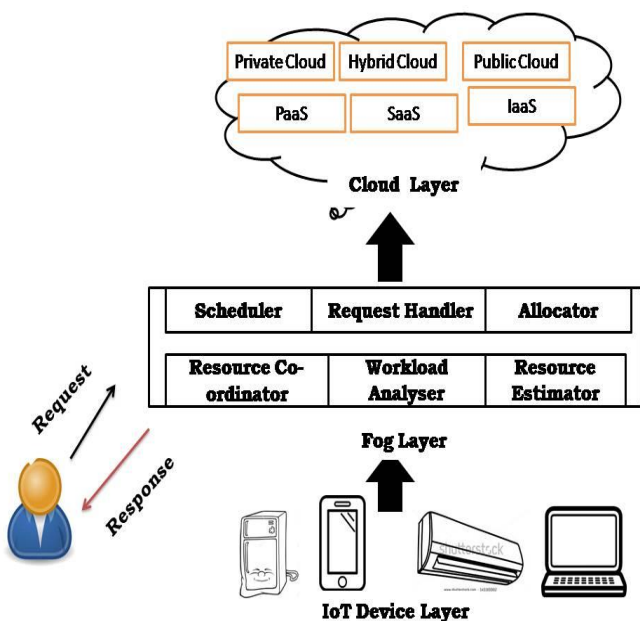 Private Cloud
Hybrid Cloud
Public Cloud
PaaS
SaaS
IaaS
Cloud Layer
Scheduler
Request Handler
Allocator
Resource Co-
ordinator
Workload
Analyser
Resource
Estimator
Request
Response
Fog Layer
shutterstock
IoT Device Layer